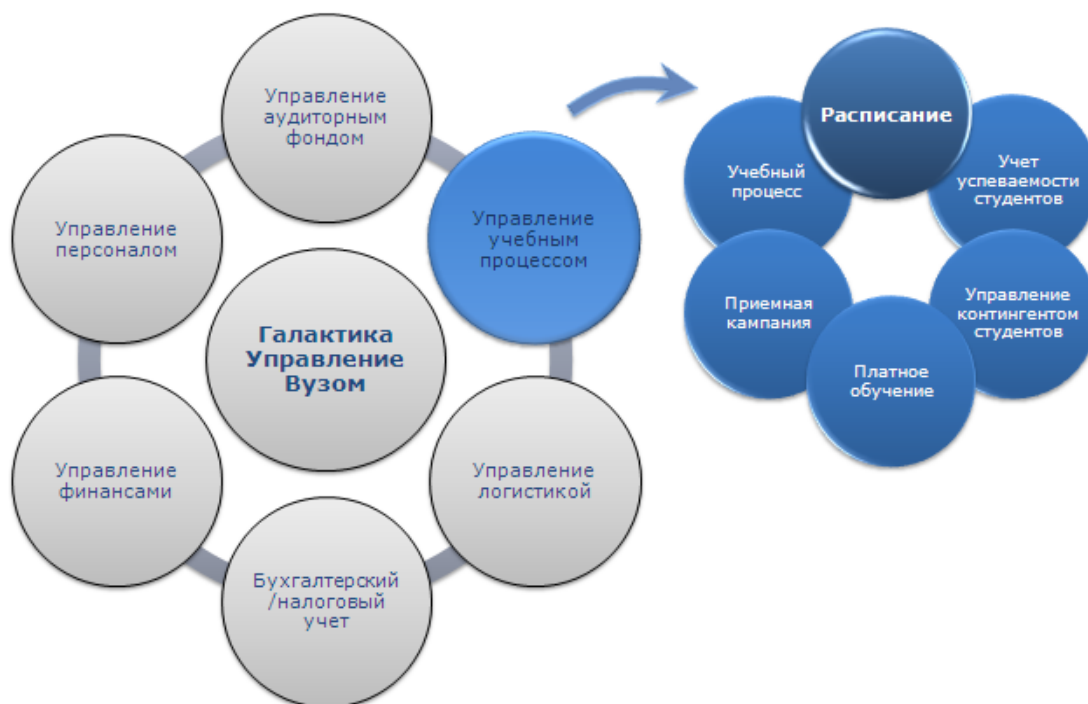 Управление
аудиторным
фондом
Управление
персоналом
Управление
учебным
процессом
Галактика
Управление
Вузом
Управление
финансами
Управление
логистикой
Бухгалтерский
/налоговый
учет
Расписание
Учебный
процесс
Учет
успеваемости
студентов
Приемная
кампания
Управление
контингентом
студентов
Платное
обучение